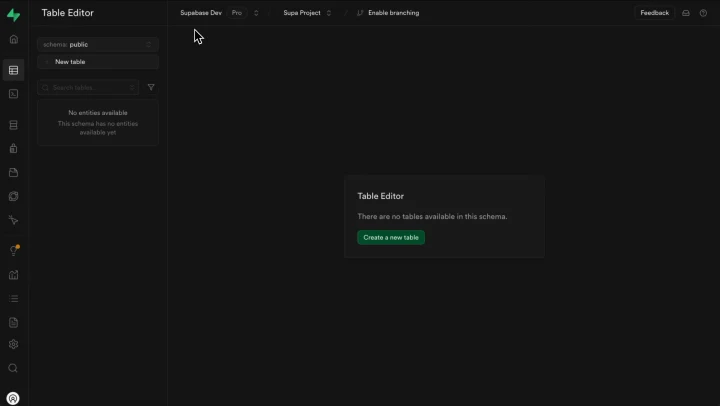 Table Editor
Supabase Dev Pro / Supa Project / Enable branching
Feedback
schema: public
New table
Search tables...
No entities available
This schema has no entities
available yet
Table Editor
There are no tables available in this schema.
Create a new table